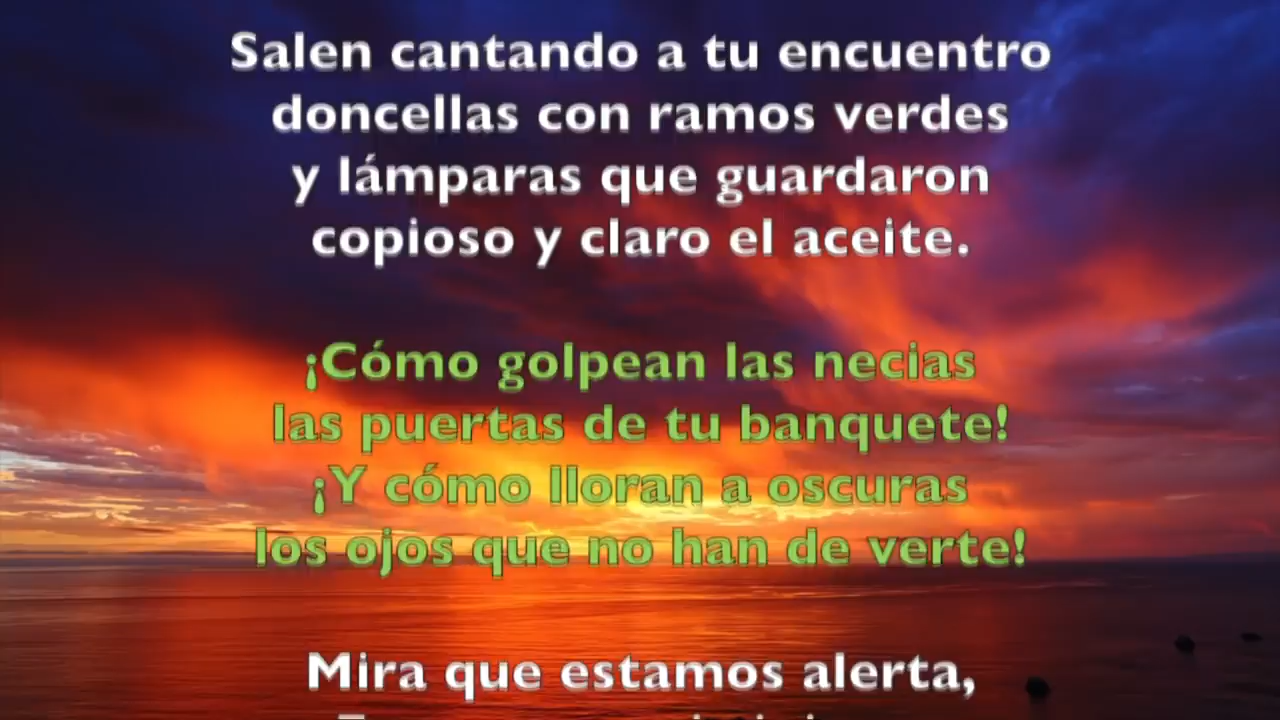 Salen cantando a tu encuentro
doncellas con ramos verdes
y lámparas que guardaron
copioso y claro el aceite.
¡Cómo golpean las necias
las puertas de tu banquete!
¡Y cómo lloran a oscuras
los ojos que no han de verte!
Mira que estamos alerta,